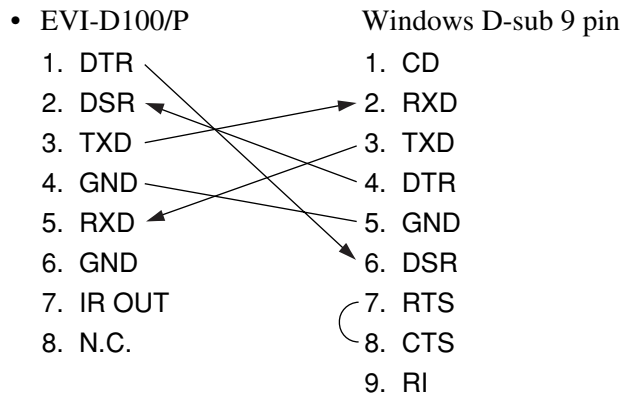 • EVI-D100/P Windows D-sub 9 pin
1. DTR 1. CD
2. DSR 2. RXD
3. TXD 3. TXD
4. GND 4. DTR
5. RXD 5. GND
6. GND 6. DSR
7. IR OUT 7. RTS
8. N.C. 8. CTS
9. RI